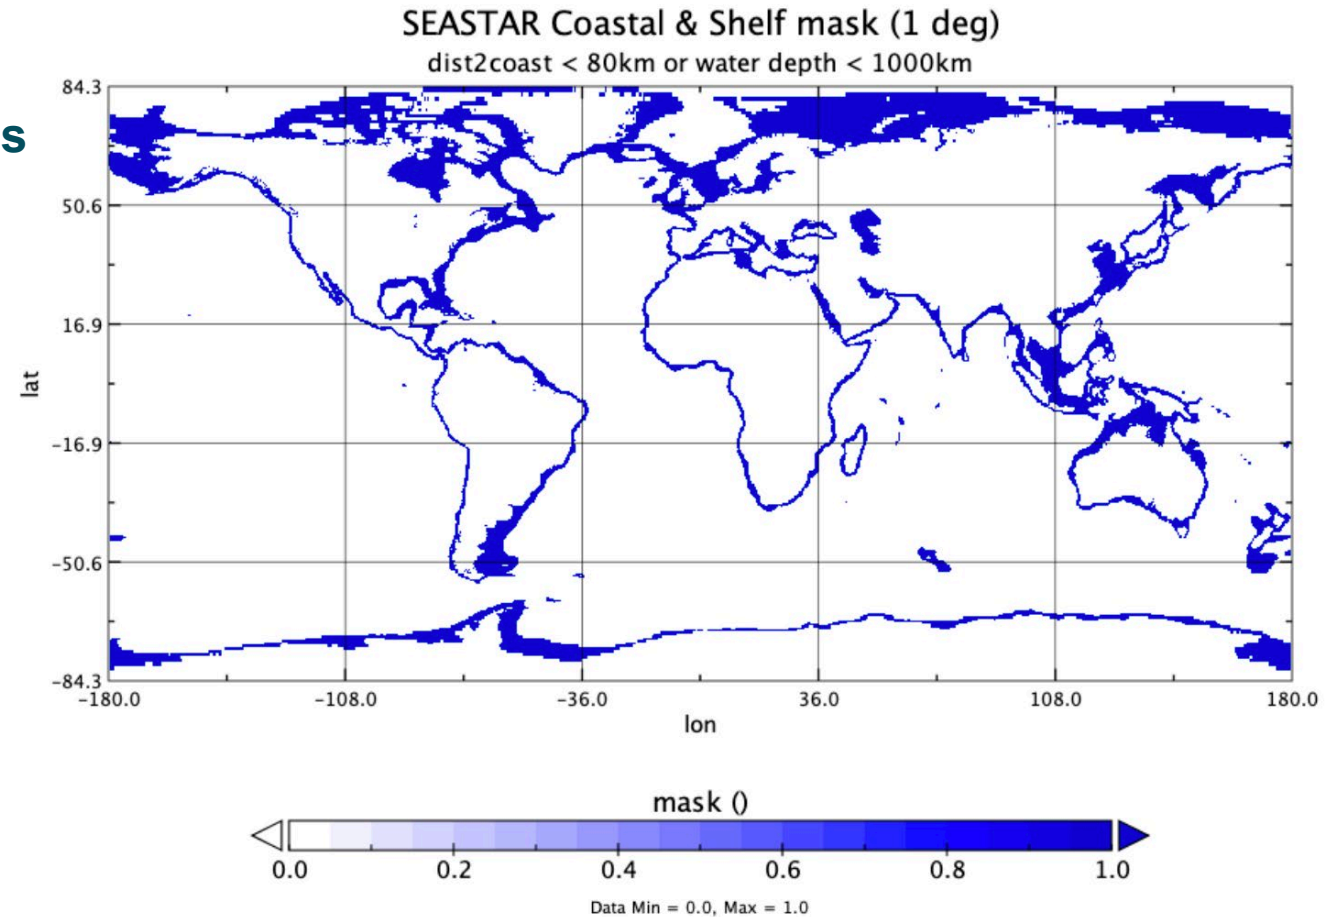 SEASTAR Coastal & Shelf mask (1 deg)
dist2coast < 80km or water depth < 1000km
s
84.3
50.6
16.9
lat
-16.9
-50.6
-84.3
-180.0 -108.0 -36.0 36.0 108.0 180.0
lon
mask ()
0.0 0.2 0.4 0.6 0.8 1.0
Data Min = 0.0, Max = 1.0